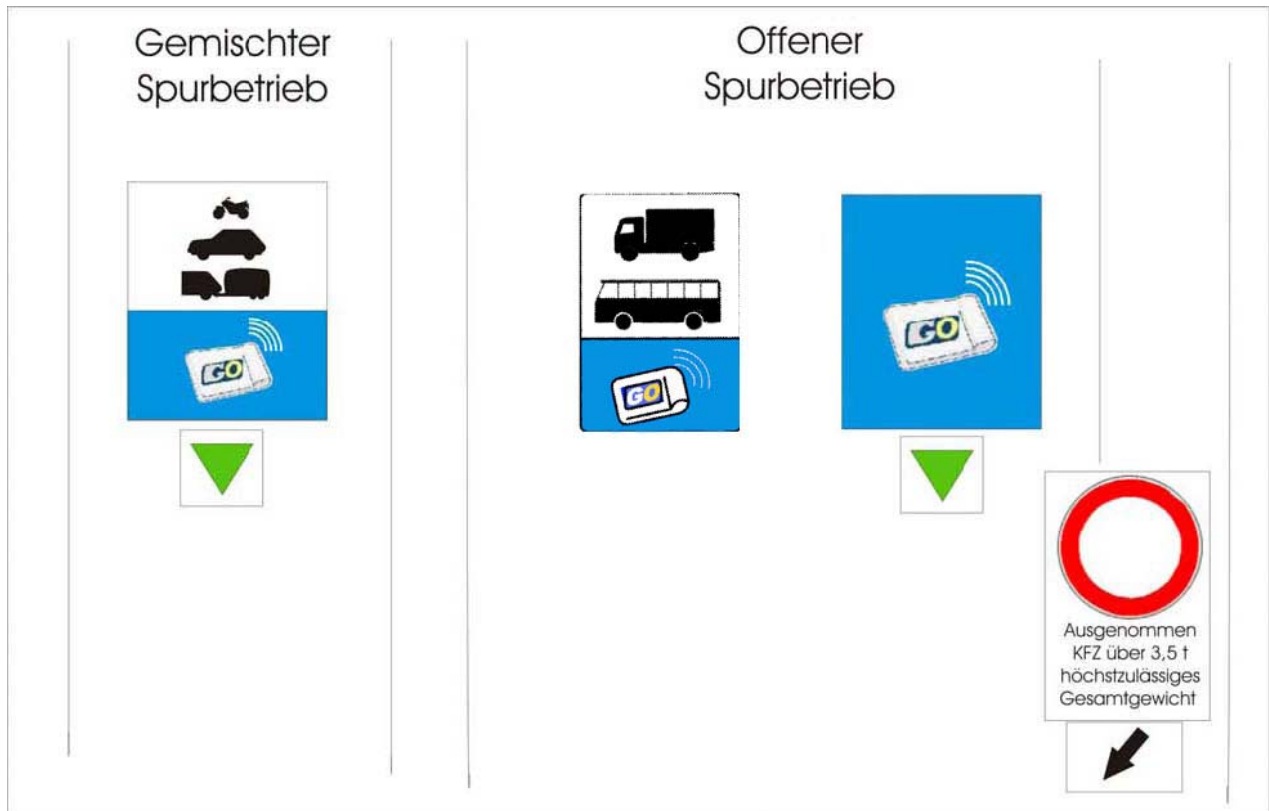 Gemischter
Spurbetrieb
Offener
Spurbetrieb
GO
GO
GO
Ausgenommen
KFZ über 3,5 t
höchstzulässiges
Gesamtgewicht